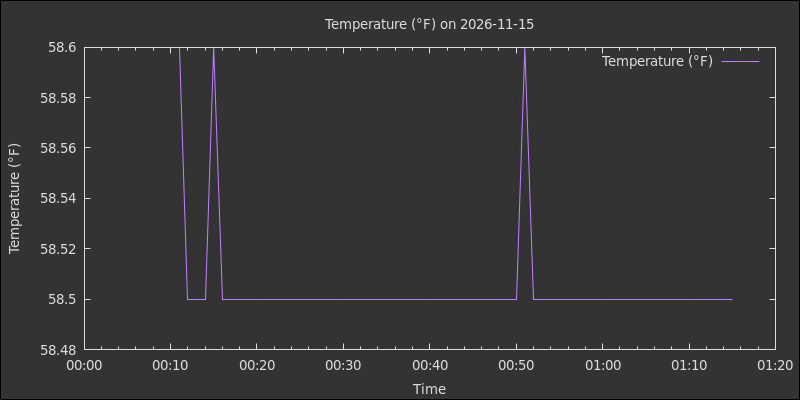 Temperature (°F) on 2026-11-15
Temperature (°F)
58.6
58.58
58.56
58.54
58.52
58.5
58.48
Temperature (°F)
00:00 00:10 00:20 00:30 00:40 00:50 01:00 01:10 01:20
Time